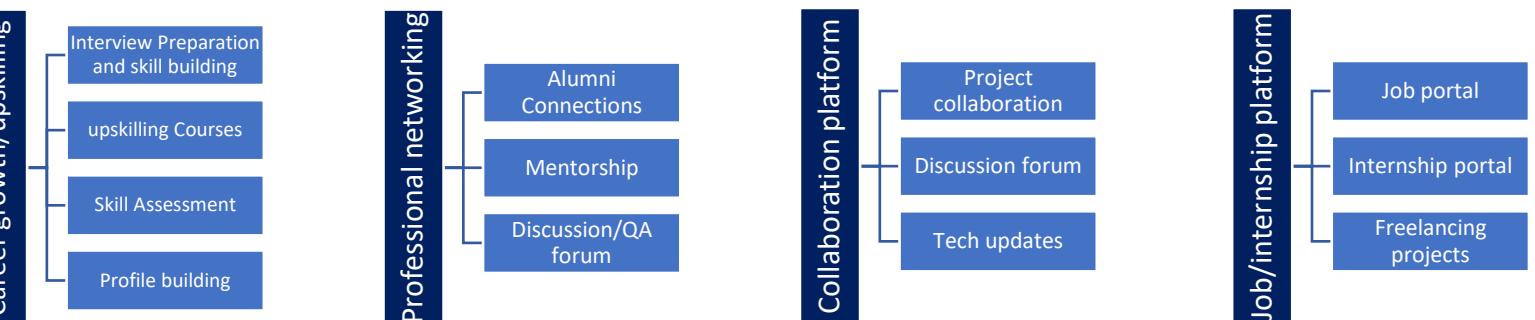 Career growth/ upskilling
Interview Preparation
and skill building
upskilling Courses
Skill Assessment
Profile building
Professional networking
Alumni
Connections
Mentorship
Discussion/QA
forum
Collaboration platform
Project
collaboration
Discussion forum
Tech updates
Job/internship platform
Job portal
Internship portal
Freelancing
projects